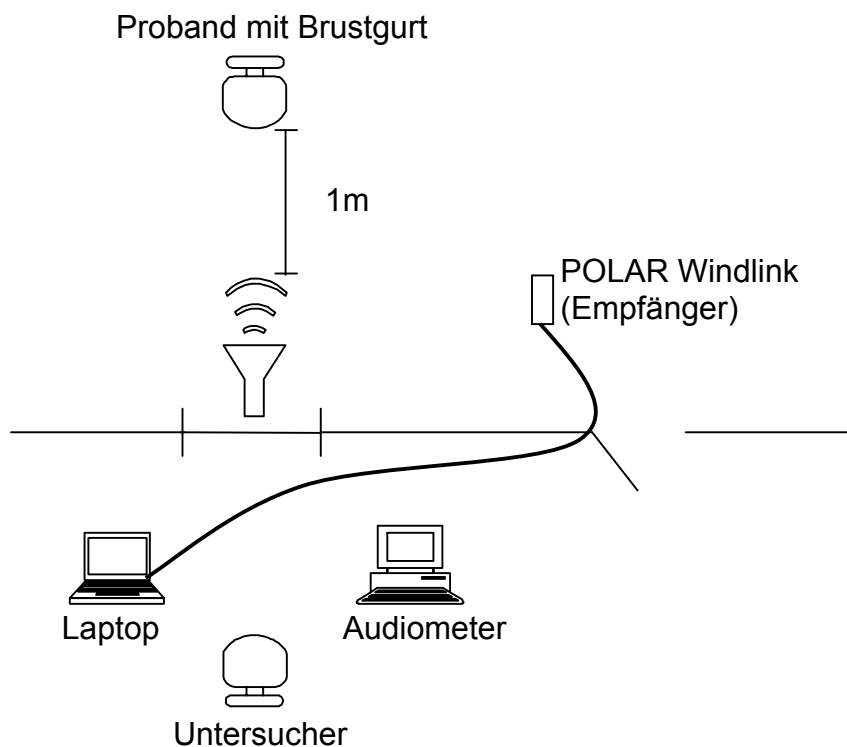 Proband mit Brustgurt
1m
POLAR Windlink
(Empfänger)
Laptop
Audiometer
Untersucher